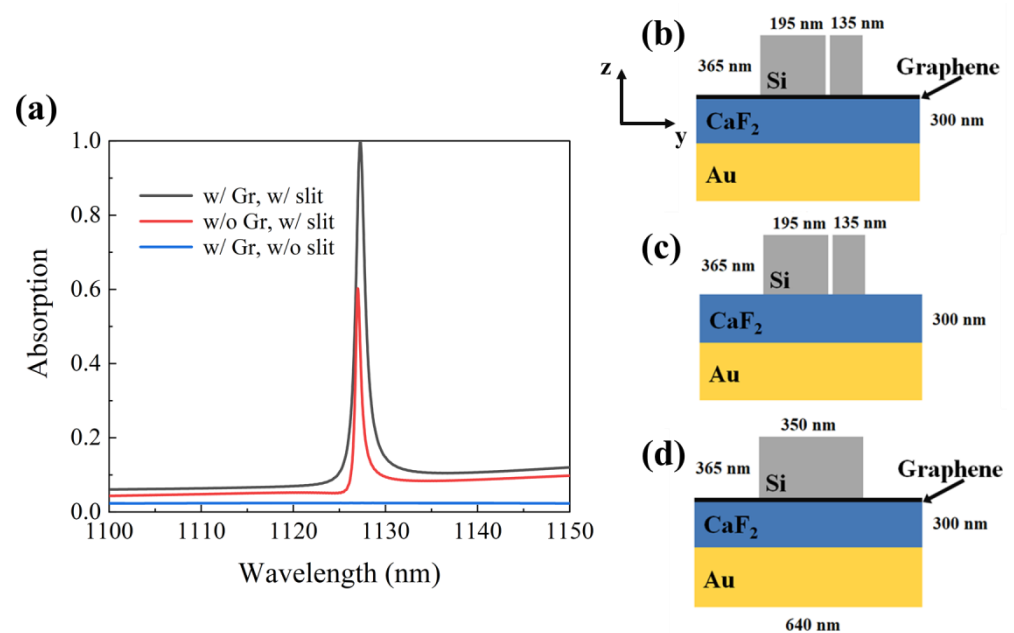 (a)
1.0
0.8
0.6
0.4
0.2
0.0
Absorption
w/ Gr, w/ slit
w/o Gr, w/ slit
w/ Gr, w/o slit
1100 1110 1120 1130 1140 1150
Wavelength (nm)
(b)
z
y
195 nm 135 nm
365 nm
Si
Graphene
CaF₂
300 nm
Au
(c)
195 nm 135 nm
365 nm
Si
CaF₂
300 nm
Au
(d)
350 nm
365 nm
Si
Graphene
CaF₂
300 nm
Au
640 nm